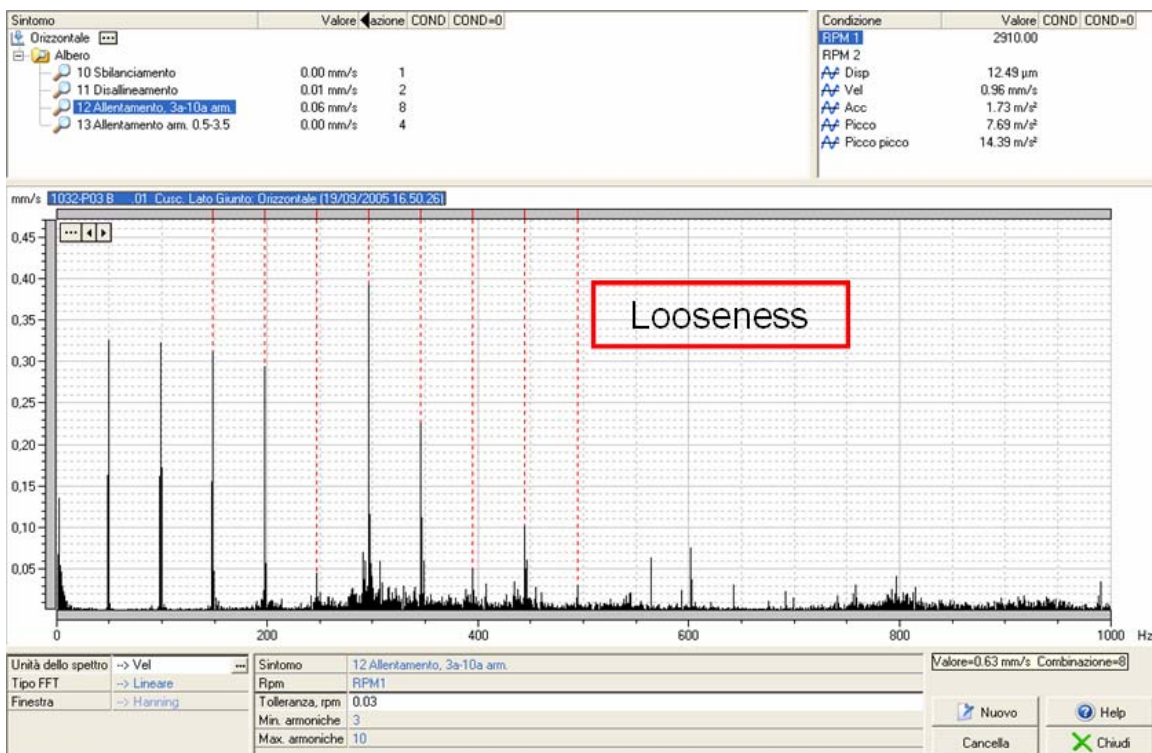 Sintomo Valore azione COND COND=0
Orizzontale
Albero
10 Sbilanciamento 0.00 mm/s 1
11 Disallineamento 0.01 mm/s 2
12 Allentamento, 3a-10a arm. 0.06 mm/s 8
13 Allentamento arm. 0.5-3.5 0.00 mm/s 4
Condizione Valore COND COND=0
RPM 1 2910.00
RPM 2
Disp 12.49 µm
Vel 0.96 mm/s
Acc 1.73 m/s²
Picco 7.69 m/s²
Picco picco 14.39 m/s²
mm/s 1032-P03 B .01 Cusc. Lato Giunto: Orizzontale (19/09/2005 16.50.26)
0,45
0,40
0,35
0,30
0,25
0,20
0,15
0,10
0,05
Looseness
0 200 400 600 800 1000 Hz
Unità dello spettro --> Vel
Tipo FFT --> Lineare
Finestra --> Hanning
Sintomo 12 Allentamento, 3a-10a arm.
Rpm RPM1
Tolleranza, rpm 0.03
Min. armoniche 3
Max. armoniche 10
Valore=0.63 mm/s Combinazione=8
Nuovo Help
Cancella Chiudi